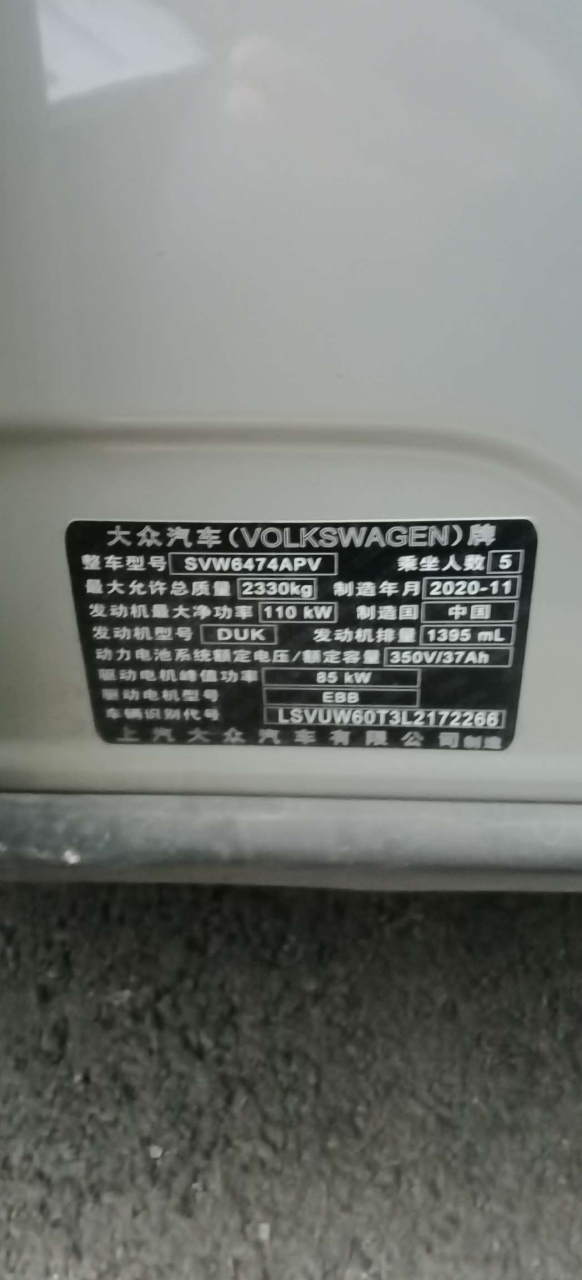 大众汽车(VOLKSWAGEN)牌
整车型号 SVW6474APV 乘坐人数 5
最大允许总质量 2330kg 制造年月 2020-11
发动机最大净功率 110 kW 制造国 中国
发动机型号 DUK 发动机排量 1395 mL
动力电池系统额定电压/额定容量 350V/37Ah
驱动电机峰值功率 85 kW
驱动电机型号 EBB
车辆识别代号 LSVUW60T3L2172266
上汽大众汽车有限公司制造